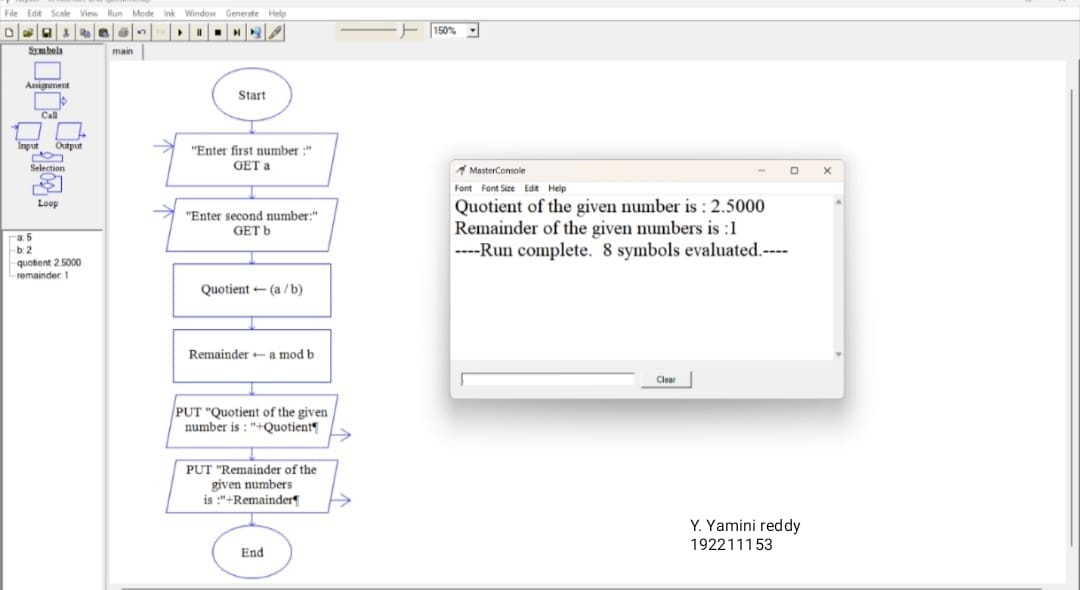 File Edit Scale View Run Mode Ink Window Generate Help
150%
Symbols
main
Assignment
Call
Input Output
Selection
Loop
a: 5
b: 2
quotient: 2.5000
remainder: 1
Start
"Enter first number :"
GET a
"Enter second number:"
GET b
Quotient ← (a / b)
Remainder ← a mod b
PUT "Quotient of the given
number is : "+Quotient¶
PUT "Remainder of the
given numbers
is :"+Remainder¶
End
MasterConsole
Font Font Size Edit Help
Quotient of the given number is : 2.5000
Remainder of the given numbers is :1
----Run complete.  8 symbols evaluated.----
Clear
Y. Yamini reddy
192211153